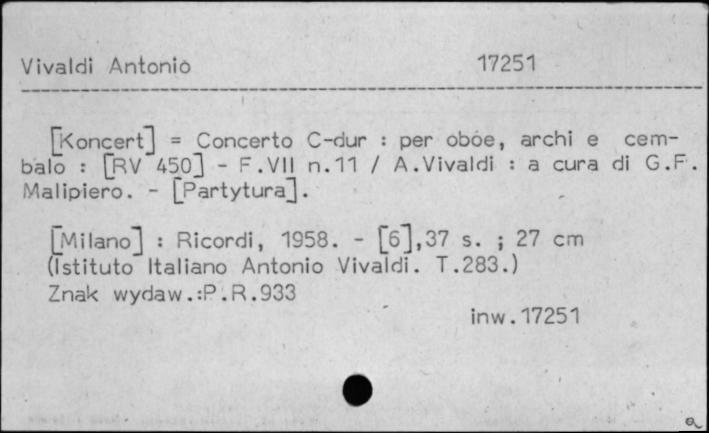 Vivaldi Antonio 17251
[Koncert] = Concerto C-dur : per oboe, archi e cem-
balo : [RV 450] - F.VII n.11 / A.Vivaldi : a cura di G.F.
Malipiero. - [Partytura].
[Milano] : Ricordi, 1958. - [6],37 s. ; 27 cm
(Istituto Italiano Antonio Vivaldi. T.283.)
Znak wydaw.:P.R.933
inw.17251
a